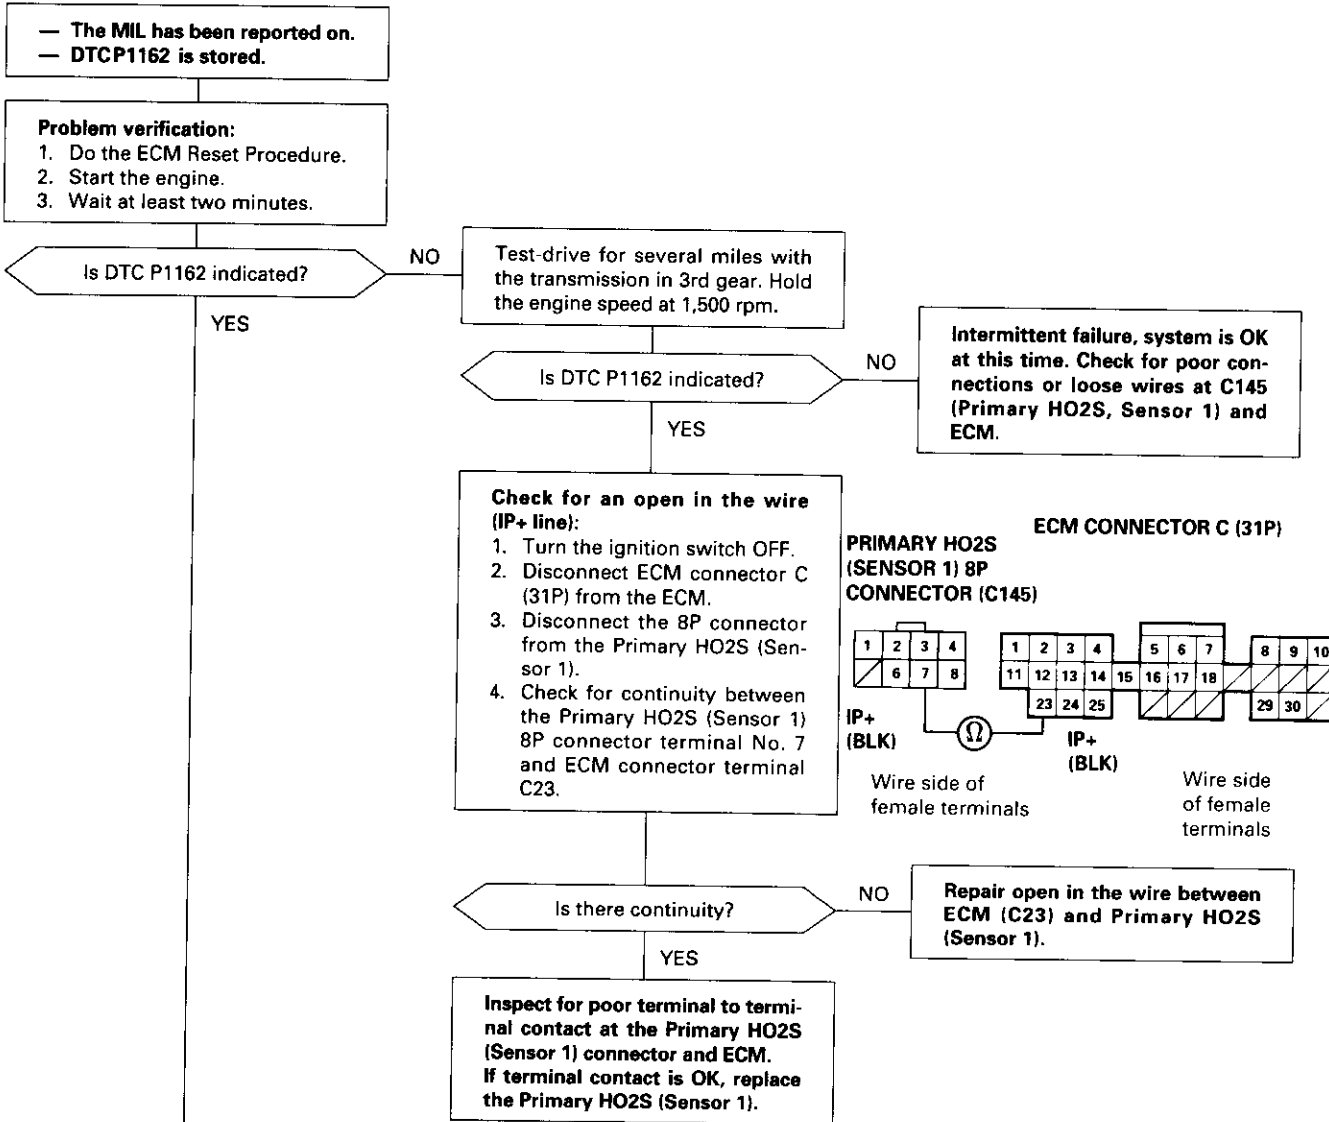 — The MIL has been reported on.
— DTCP1162 is stored.
Problem verification:
1. Do the ECM Reset Procedure.
2. Start the engine.
3. Wait at least two minutes.
Is DTC P1162 indicated?
NO
YES
Test-drive for several miles with
the transmission in 3rd gear. Hold
the engine speed at 1,500 rpm.
Is DTC P1162 indicated?
NO
YES
Intermittent failure, system is OK
at this time. Check for poor con-
nections or loose wires at C145
(Primary HO2S, Sensor 1) and
ECM.
Check for an open in the wire
(IP+ line):
1. Turn the ignition switch OFF.
2. Disconnect ECM connector C
(31P) from the ECM.
3. Disconnect the 8P connector
from the Primary HO2S (Sen-
sor 1).
4. Check for continuity between
the Primary HO2S (Sensor 1)
8P connector terminal No. 7
and ECM connector terminal
C23.
PRIMARY HO2S
(SENSOR 1) 8P
CONNECTOR (C145)
1 2 3 4
6 7 8
IP+
(BLK)
Ω
Wire side of
female terminals
ECM CONNECTOR C (31P)
1 2 3 4 5 6 7 8 9 10
11 12 13 14 15 16 17 18
23 24 25 29 30
IP+
(BLK)
Wire side
of female
terminals
Is there continuity?
NO
YES
Repair open in the wire between
ECM (C23) and Primary HO2S
(Sensor 1).
Inspect for poor terminal to termi-
nal contact at the Primary HO2S
(Sensor 1) connector and ECM.
If terminal contact is OK, replace
the Primary HO2S (Sensor 1).